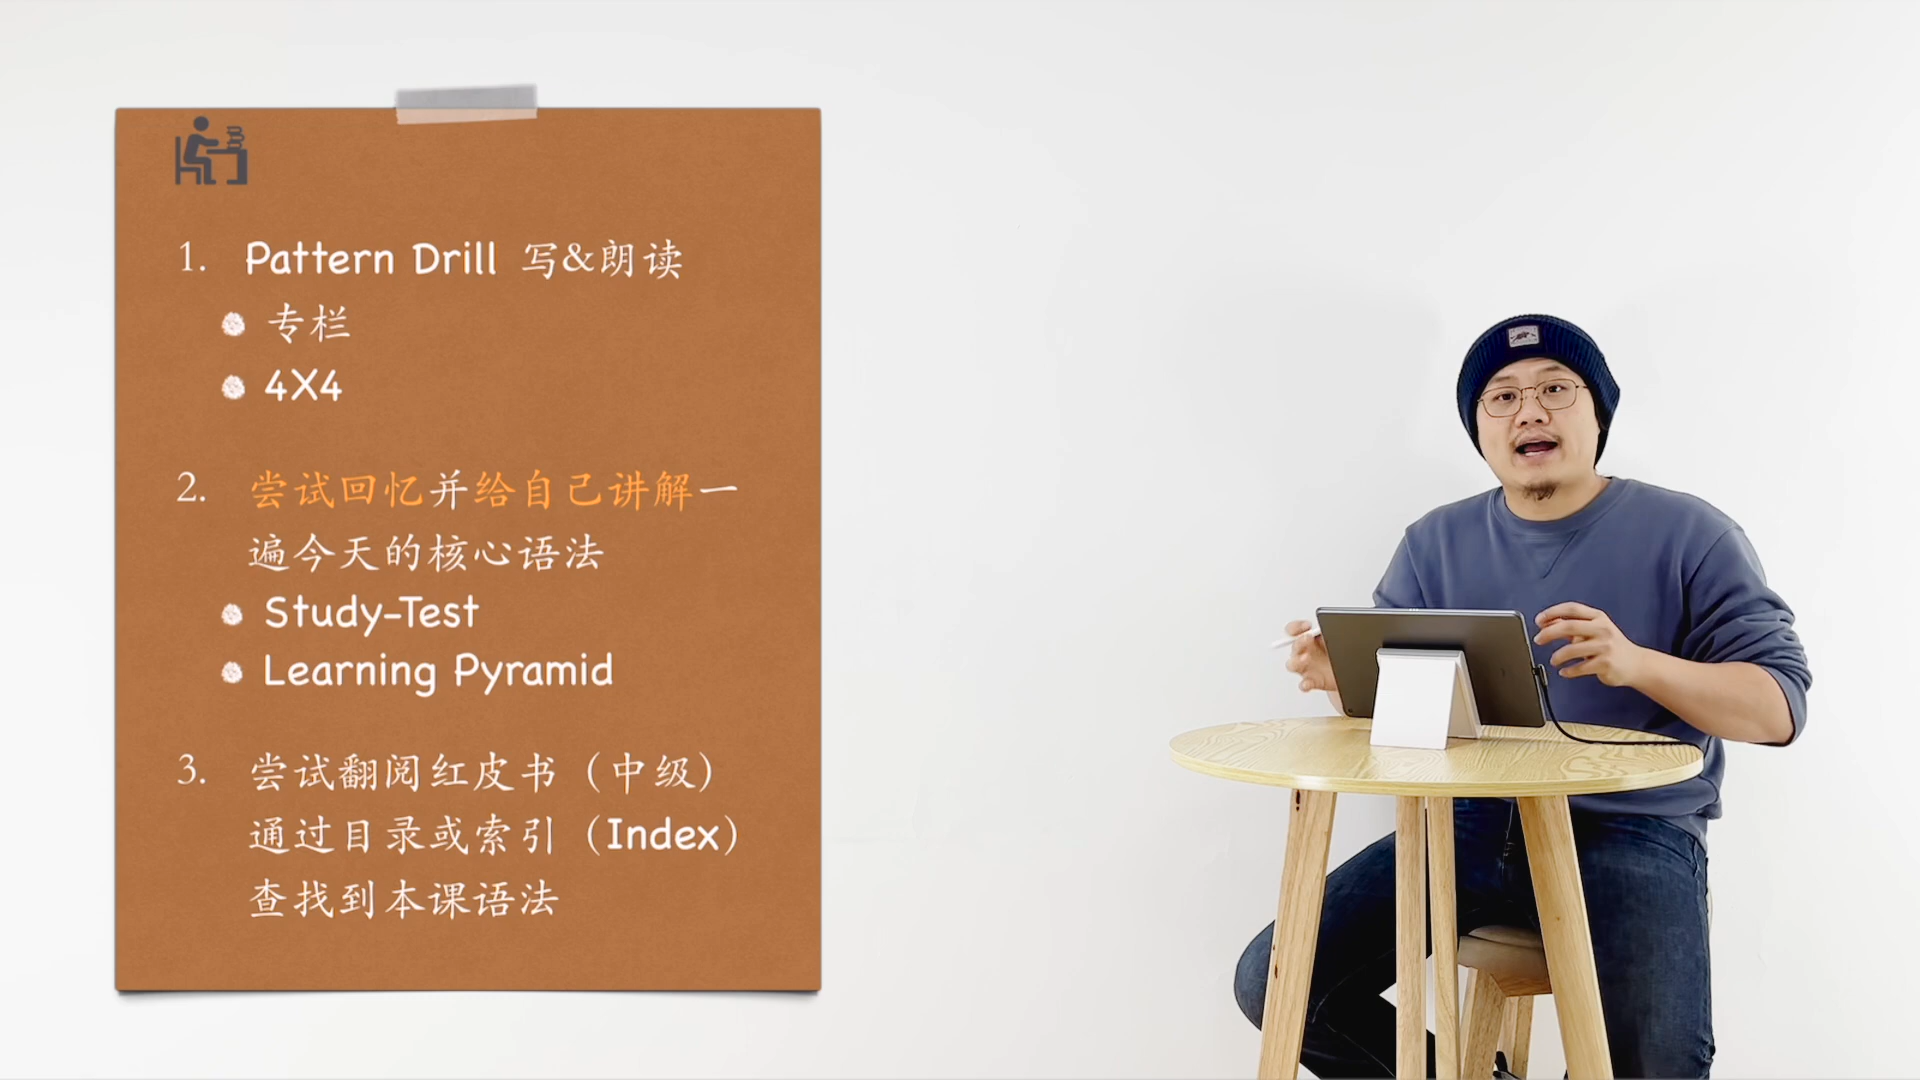 1. Pattern Drill 写&朗读
专栏
4X4
2. 尝试回忆并给自己讲解一
遍今天的核心语法
Study-Test
Learning Pyramid
3. 尝试翻阅红皮书（中级）
通过目录或索引（Index）
查找到本课语法